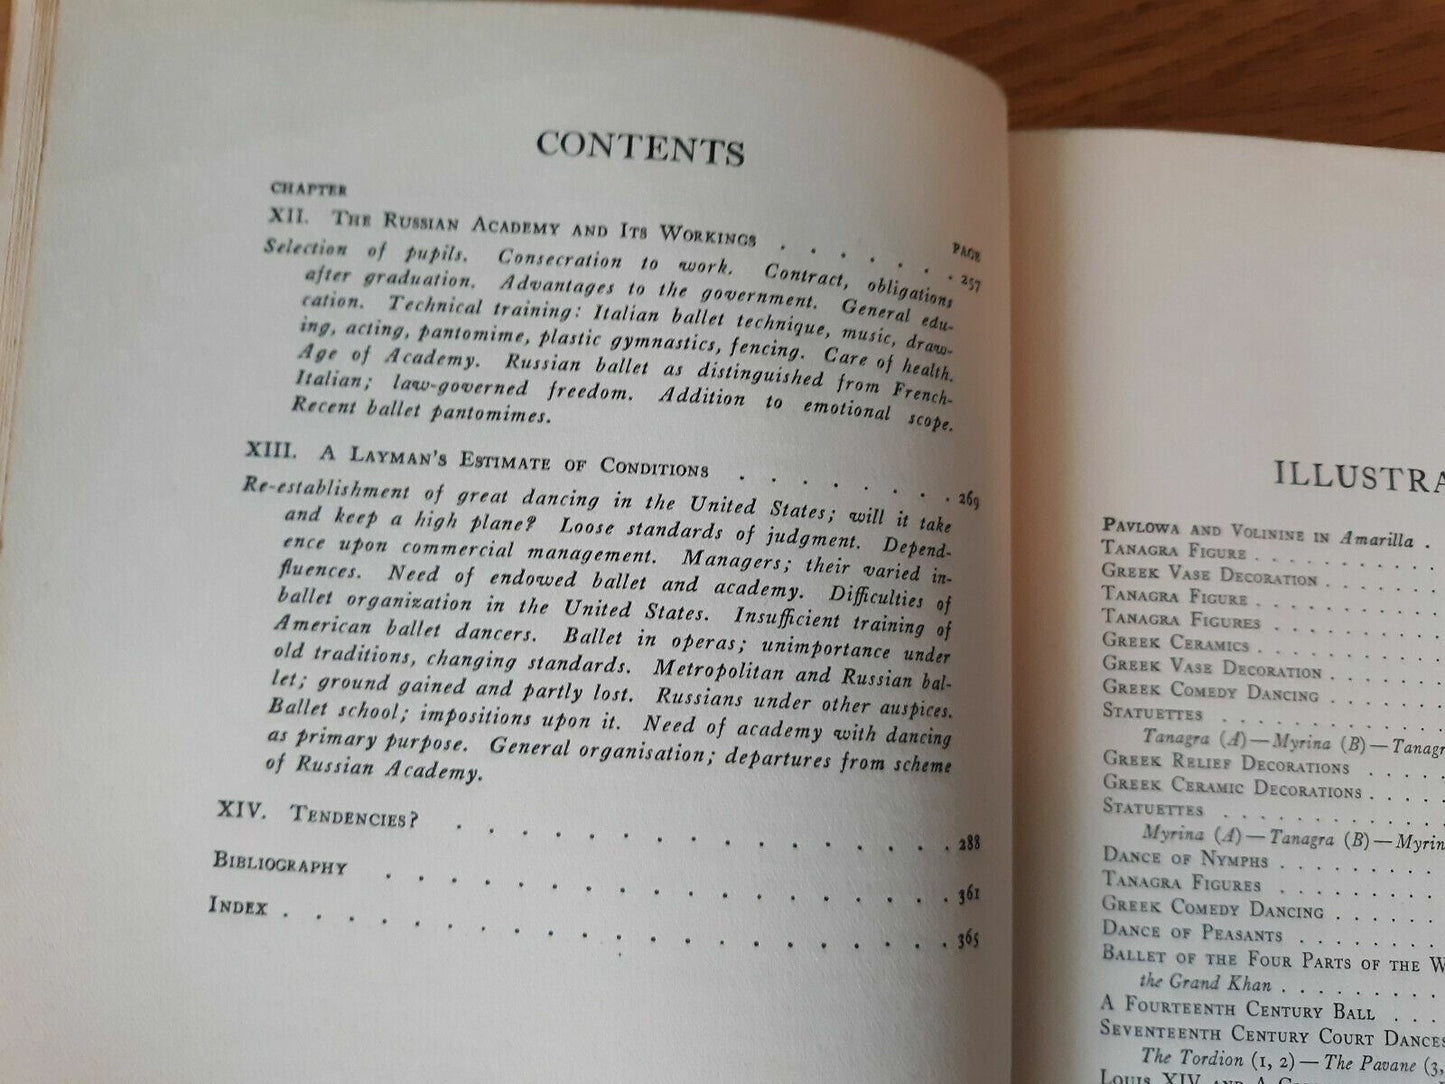 CONTENTS
CHAPTER
PAGE
XII. THE RUSSIAN ACADEMY AND ITS WORKINGS . . . . . . . 257
Selection of pupils. Consecration to work. Contract, obligations
after graduation. Advantages to the government. General edu-
cation. Technical training: Italian ballet technique, music, draw-
ing, acting, pantomime, plastic gymnastics, fencing. Care of health.
Age of Academy. Russian ballet as distinguished from French-
Italian; law-governed freedom. Addition to emotional scope.
Recent ballet pantomimes.
XIII. A LAYMAN'S ESTIMATE OF CONDITIONS . . . . . . . 269
Re-establishment of great dancing in the United States; will it take
and keep a high plane? Loose standards of judgment. Depend-
ence upon commercial management. Managers; their varied in-
fluences. Need of endowed ballet and academy. Difficulties of
ballet organization in the United States. Insufficient training of
American ballet dancers. Ballet in operas; unimportance under
old traditions, changing standards. Metropolitan and Russian bal-
let; ground gained and partly lost. Russians under other auspices.
Ballet school; impositions upon it. Need of academy with dancing
as primary purpose. General organisation; departures from scheme
of Russian Academy.
XIV. TENDENCIES? . . . . . . . . . . . . . . . 288
BIBLIOGRAPHY . . . . . . . . . . . . . . . . . 361
INDEX . . . . . . . . . . . . . . . . . . . . 365
ILLUSTRA
PAVLOWA AND VOLININE IN Amarilla .
TANAGRA FIGURE . . . . . . . . .
GREEK VASE DECORATION . . . . . .
TANAGRA FIGURE . . . . . . . . .
TANAGRA FIGURES . . . . . . . .
GREEK CERAMICS . . . . . . . . .
GREEK VASE DECORATION . . . . . .
GREEK COMEDY DANCING . . . . . .
STATUETTES . . . . . . . . . . .
Tanagra (A)—Myrina (B)—Tanagr
GREEK RELIEF DECORATIONS . . . .
GREEK CERAMIC DECORATIONS . . . .
STATUETTES . . . . . . . . . . .
Myrina (A)—Tanagra (B)—Myrin
DANCE OF NYMPHS . . . . . . . .
TANAGRA FIGURES . . . . . . . .
GREEK COMEDY DANCING . . . . . .
DANCE OF PEASANTS . . . . . . .
BALLET OF THE FOUR PARTS OF THE W
the Grand Khan . . . . . . . .
A FOURTEENTH CENTURY BALL . . .
SEVENTEENTH CENTURY COURT DANCES
The Tordion (1, 2)—The Pavane (3,
LOUIS XIV AND A